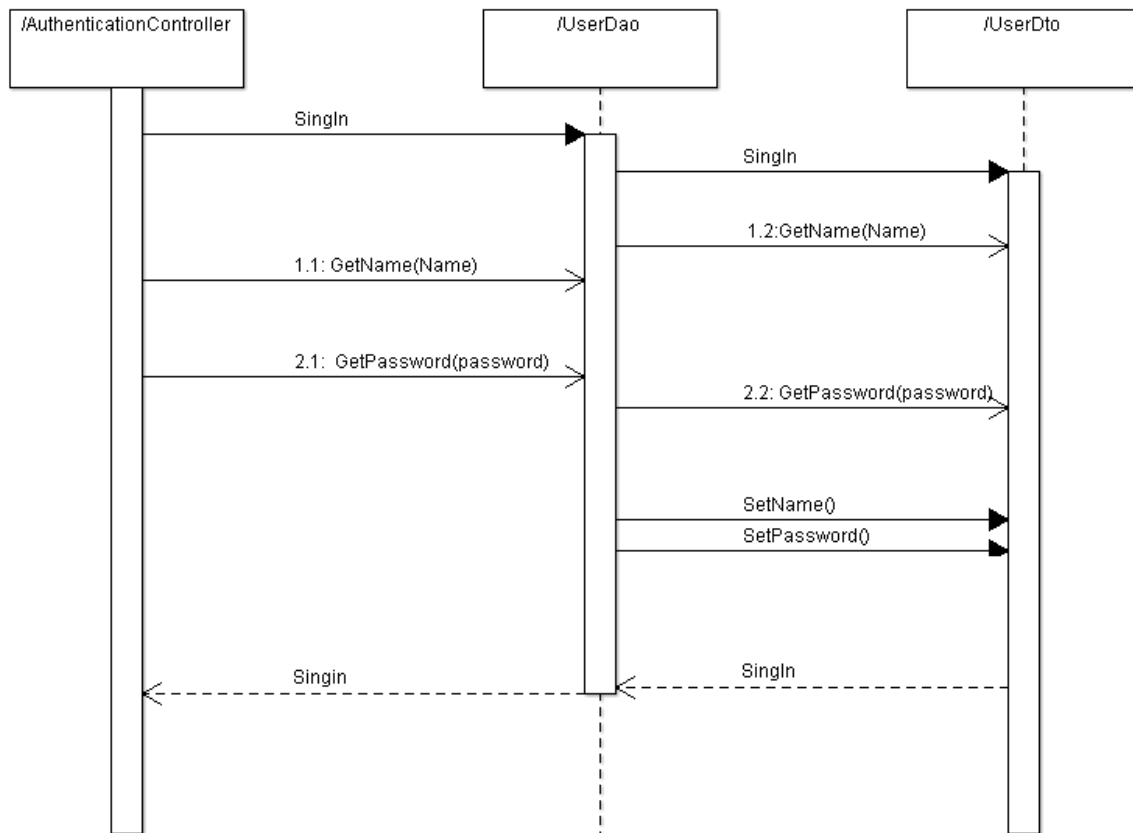 /AuthenticationController
/UserDao
/UserDto
SingIn
SingIn
1.2:GetName(Name)
1.1: GetName(Name)
2.1: GetPassword(password)
2.2: GetPassword(password)
SetName()
SetPassword()
SingIn
Singin